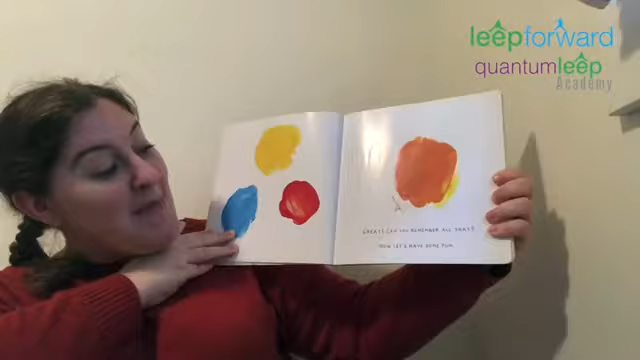 leepforward
quantumleep
Academy
GREAT! CAN YOU REMEMBER ALL THAT?
NOW LET'S HAVE SOME FUN.